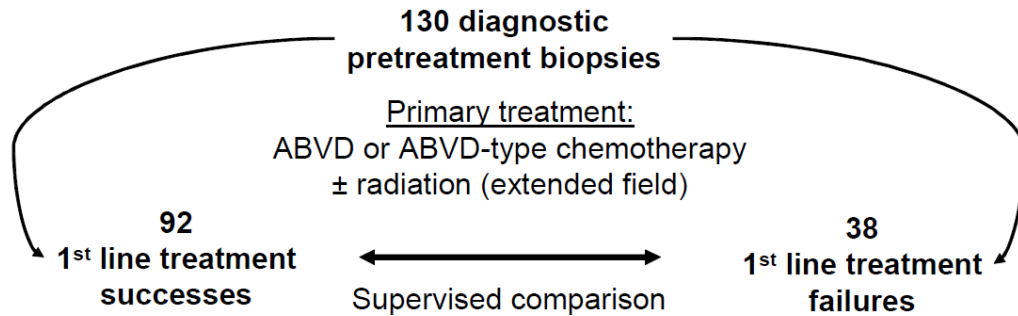 130 diagnostic
pretreatment biopsies
Primary treatment:
ABVD or ABVD-type chemotherapy
± radiation (extended field)
92
1st line treatment
successes
Supervised comparison
38
1st line treatment
failures